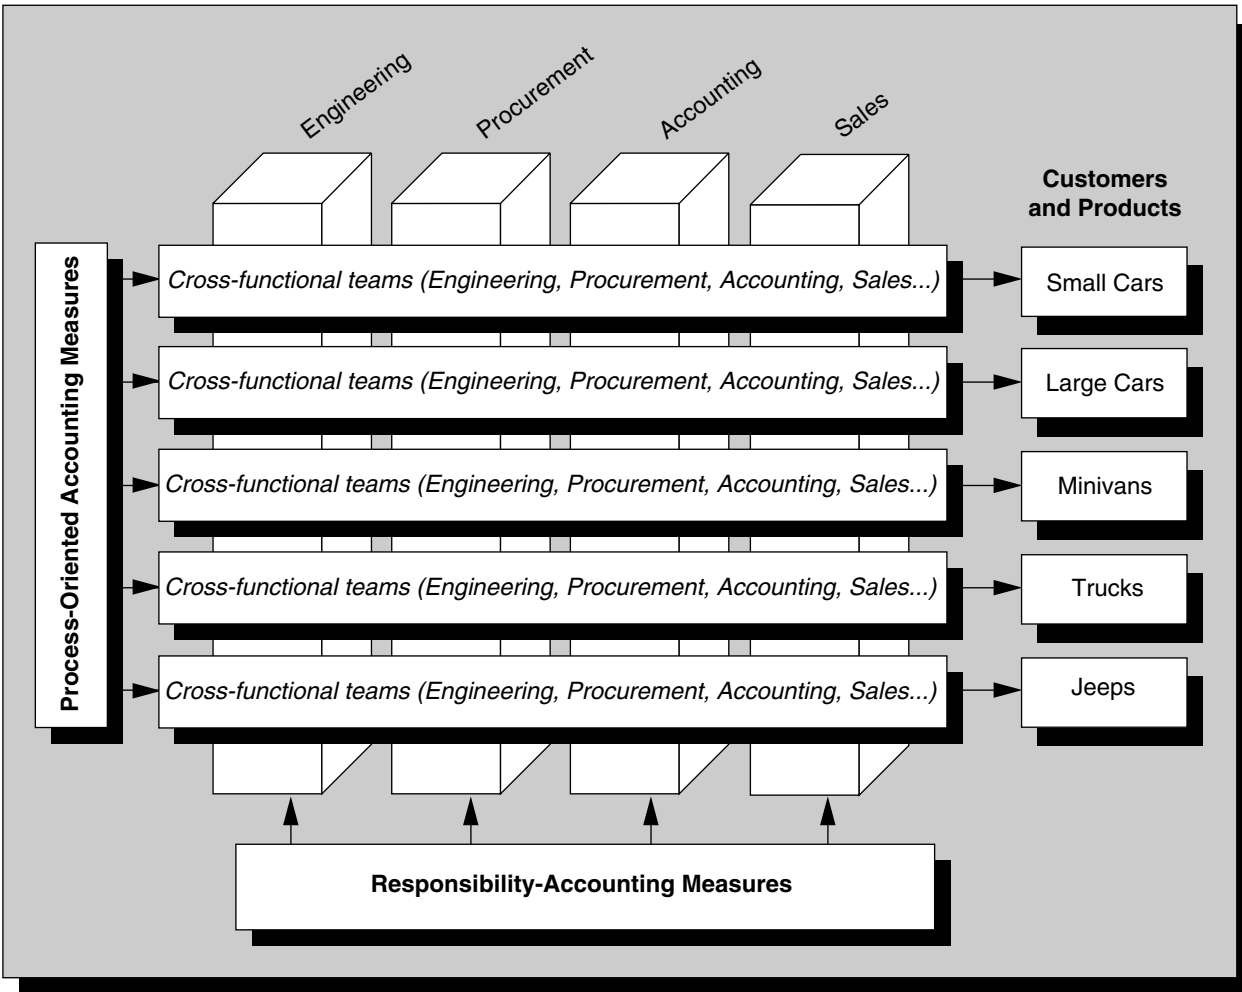 Engineering
Procurement
Accounting
Sales
Customers
and Products
Process-Oriented Accounting Measures
Cross-functional teams (Engineering, Procurement, Accounting, Sales...)
Small Cars
Cross-functional teams (Engineering, Procurement, Accounting, Sales...)
Large Cars
Cross-functional teams (Engineering, Procurement, Accounting, Sales...)
Minivans
Cross-functional teams (Engineering, Procurement, Accounting, Sales...)
Trucks
Cross-functional teams (Engineering, Procurement, Accounting, Sales...)
Jeeps
Responsibility-Accounting Measures